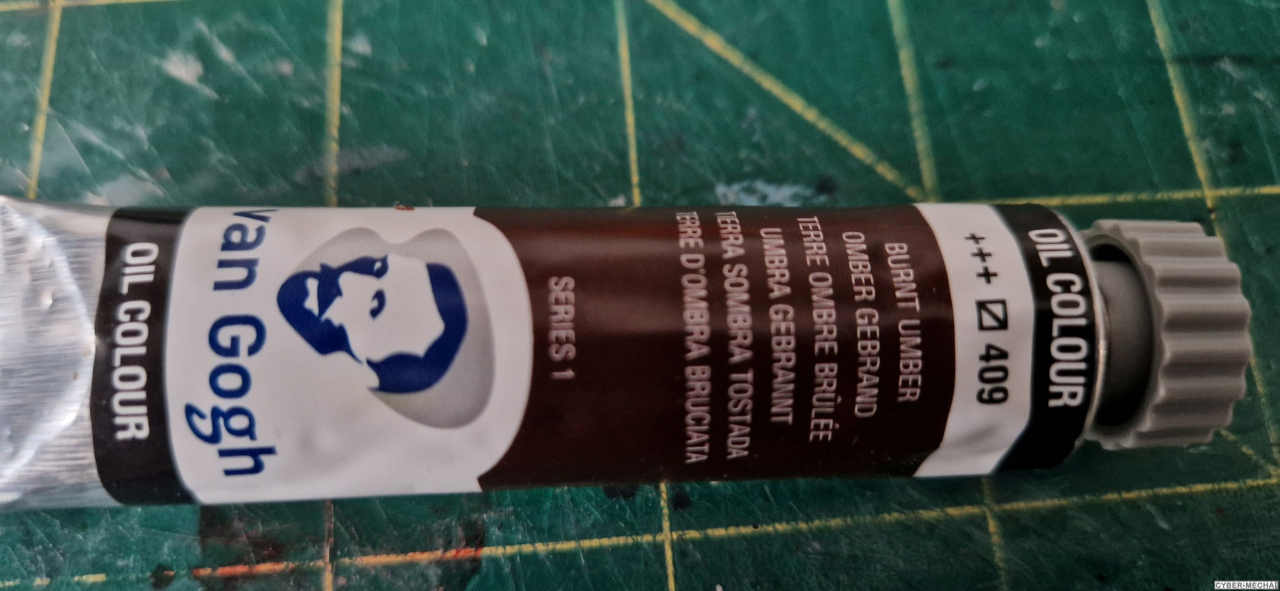 OIL COLOUR
+++ 409
BURNT UMBER
OMBER GEBRAND
TERRE OMBRE BRÛLÉE
UMBRA GEBRANNT
TERRA SOMBRA TOSTADA
TERRE D'OMBRA BRUCIATA
SERIES 1
van Gogh
OIL COLOUR
CYBER-MECHA